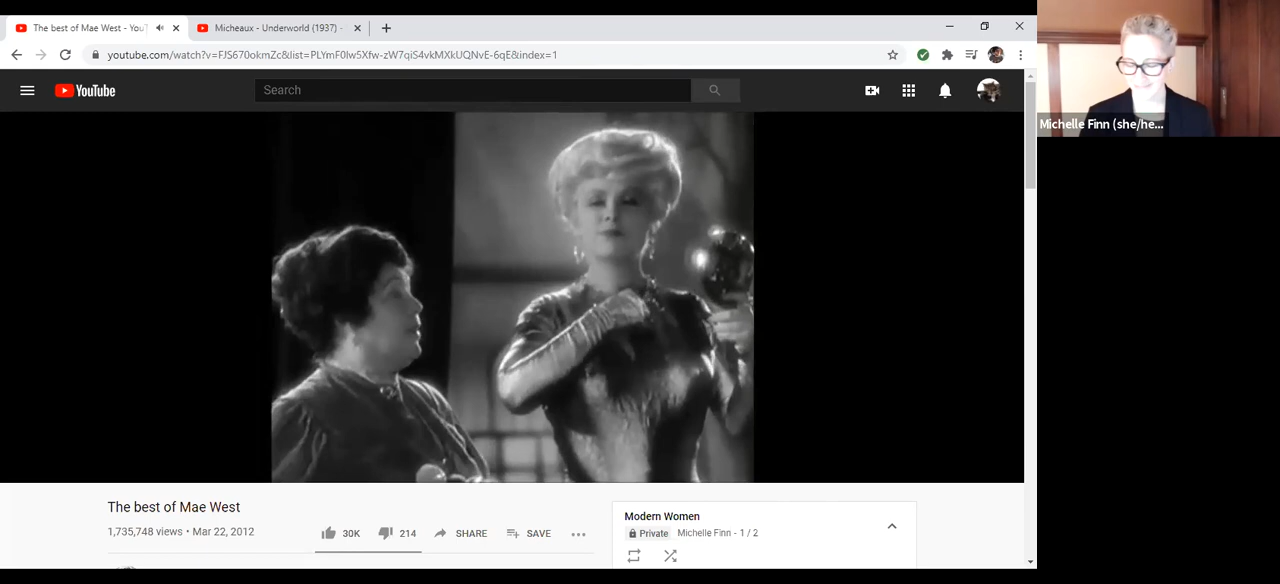 The best of Mae West - YouT
Micheaux - Underworld (1937) -
youtube.com/watch?v=FJS670okmZc&list=PLYmF0lw5Xfw-zW7qiS4vkMXkUQNvE-6qE&index=1
YouTube
Search
Michelle Finn (she/he...
The best of Mae West
1,735,748 views • Mar 22, 2012
30K
214
SHARE
SAVE
Modern Women
Private
Michelle Finn - 1 / 2